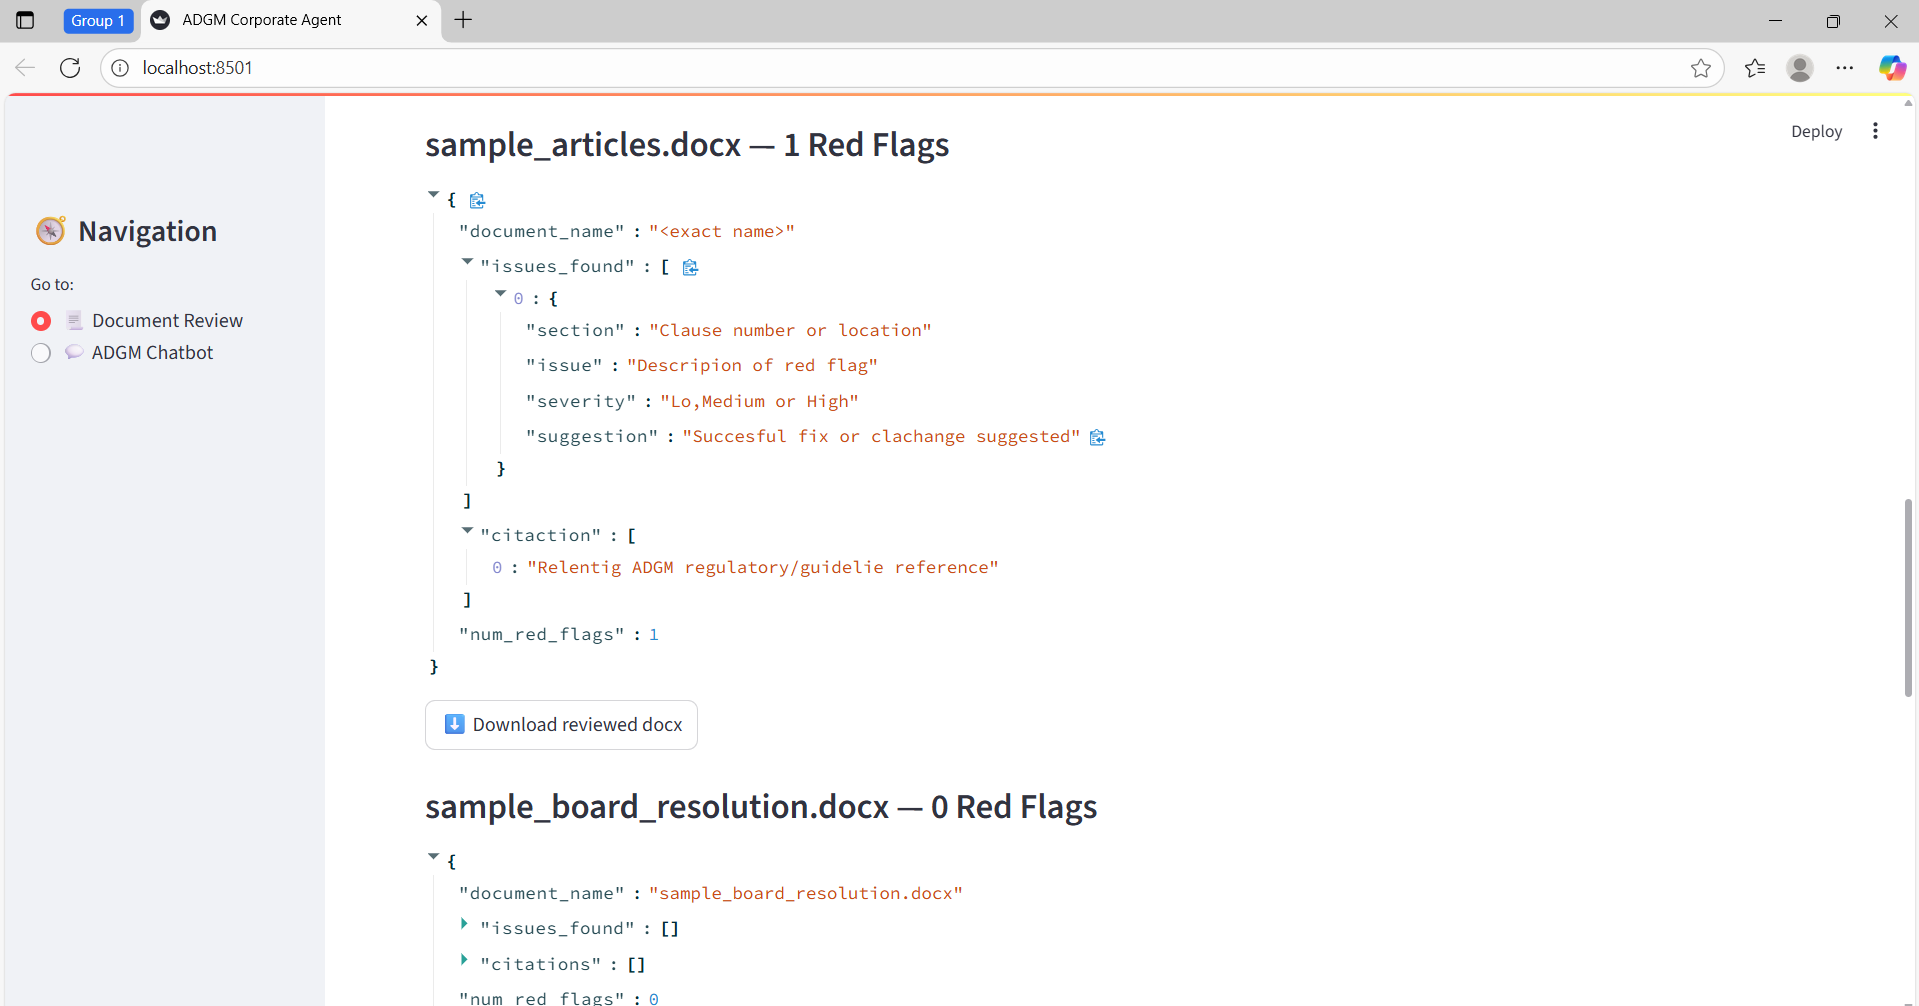 Group 1
ADGM Corporate Agent
localhost:8501
Deploy
Navigation
Go to:
Document Review
ADGM Chatbot
sample_articles.docx — 1 Red Flags
{
"document_name" : "<exact name>"
"issues_found" : [
0 : {
"section" : "Clause number or location"
"issue" : "Descripion of red flag"
"severity" : "Lo,Medium or High"
"suggestion" : "Succesful fix or clachange suggested"
}
]
"citaction" : [
0 : "Relentig ADGM regulatory/guidelie reference"
]
"num_red_flags" : 1
}
Download reviewed docx
sample_board_resolution.docx — 0 Red Flags
{
"document_name" : "sample_board_resolution.docx"
"issues_found" : []
"citations" : []
"num_red_flags" : 0